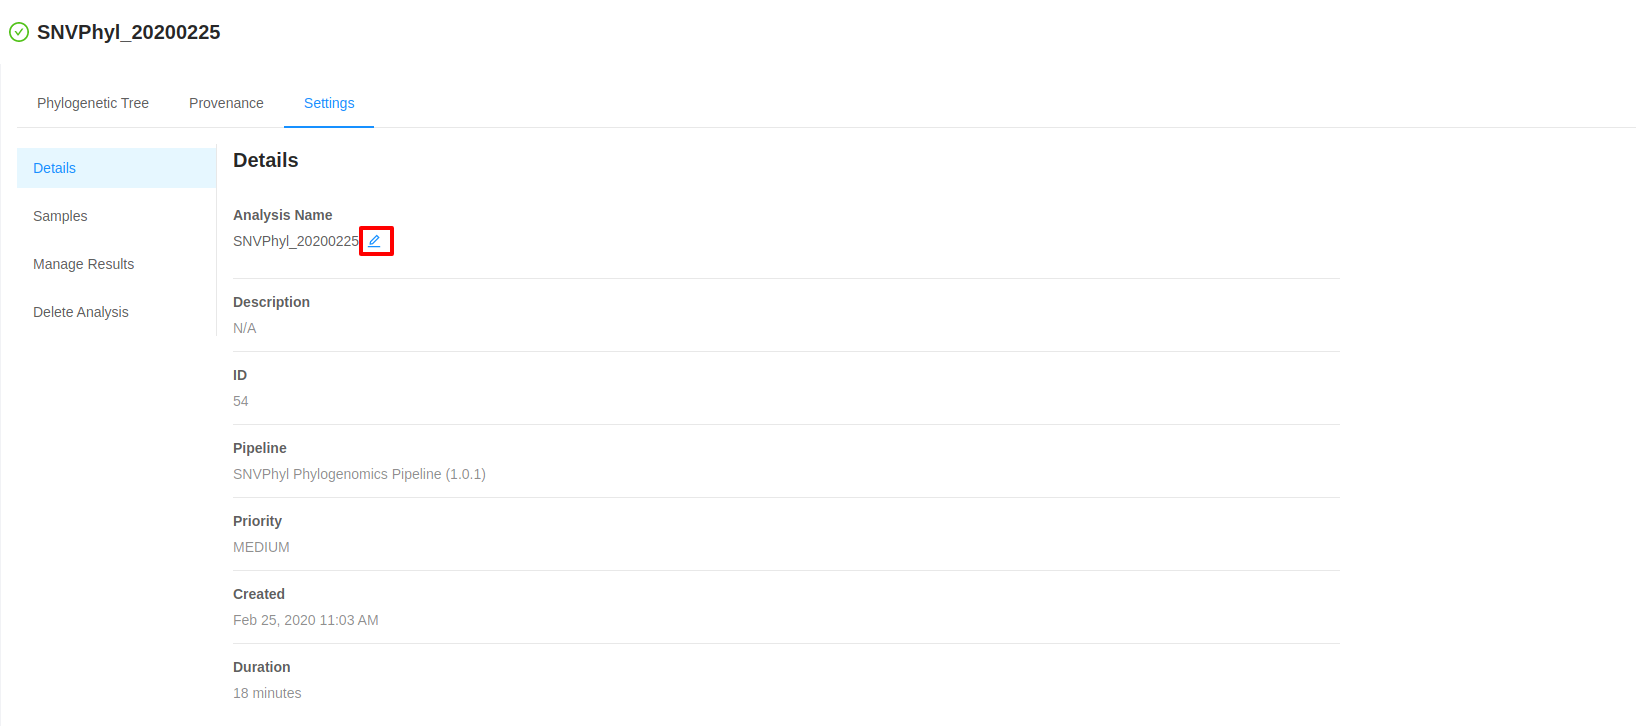 SNVPhyl_20200225
Phylogenetic Tree Provenance Settings
Details
Samples
Manage Results
Delete Analysis
Details
Analysis Name
SNVPhyl_20200225
Description
N/A
ID
54
Pipeline
SNVPhyl Phylogenomics Pipeline (1.0.1)
Priority
MEDIUM
Created
Feb 25, 2020 11:03 AM
Duration
18 minutes